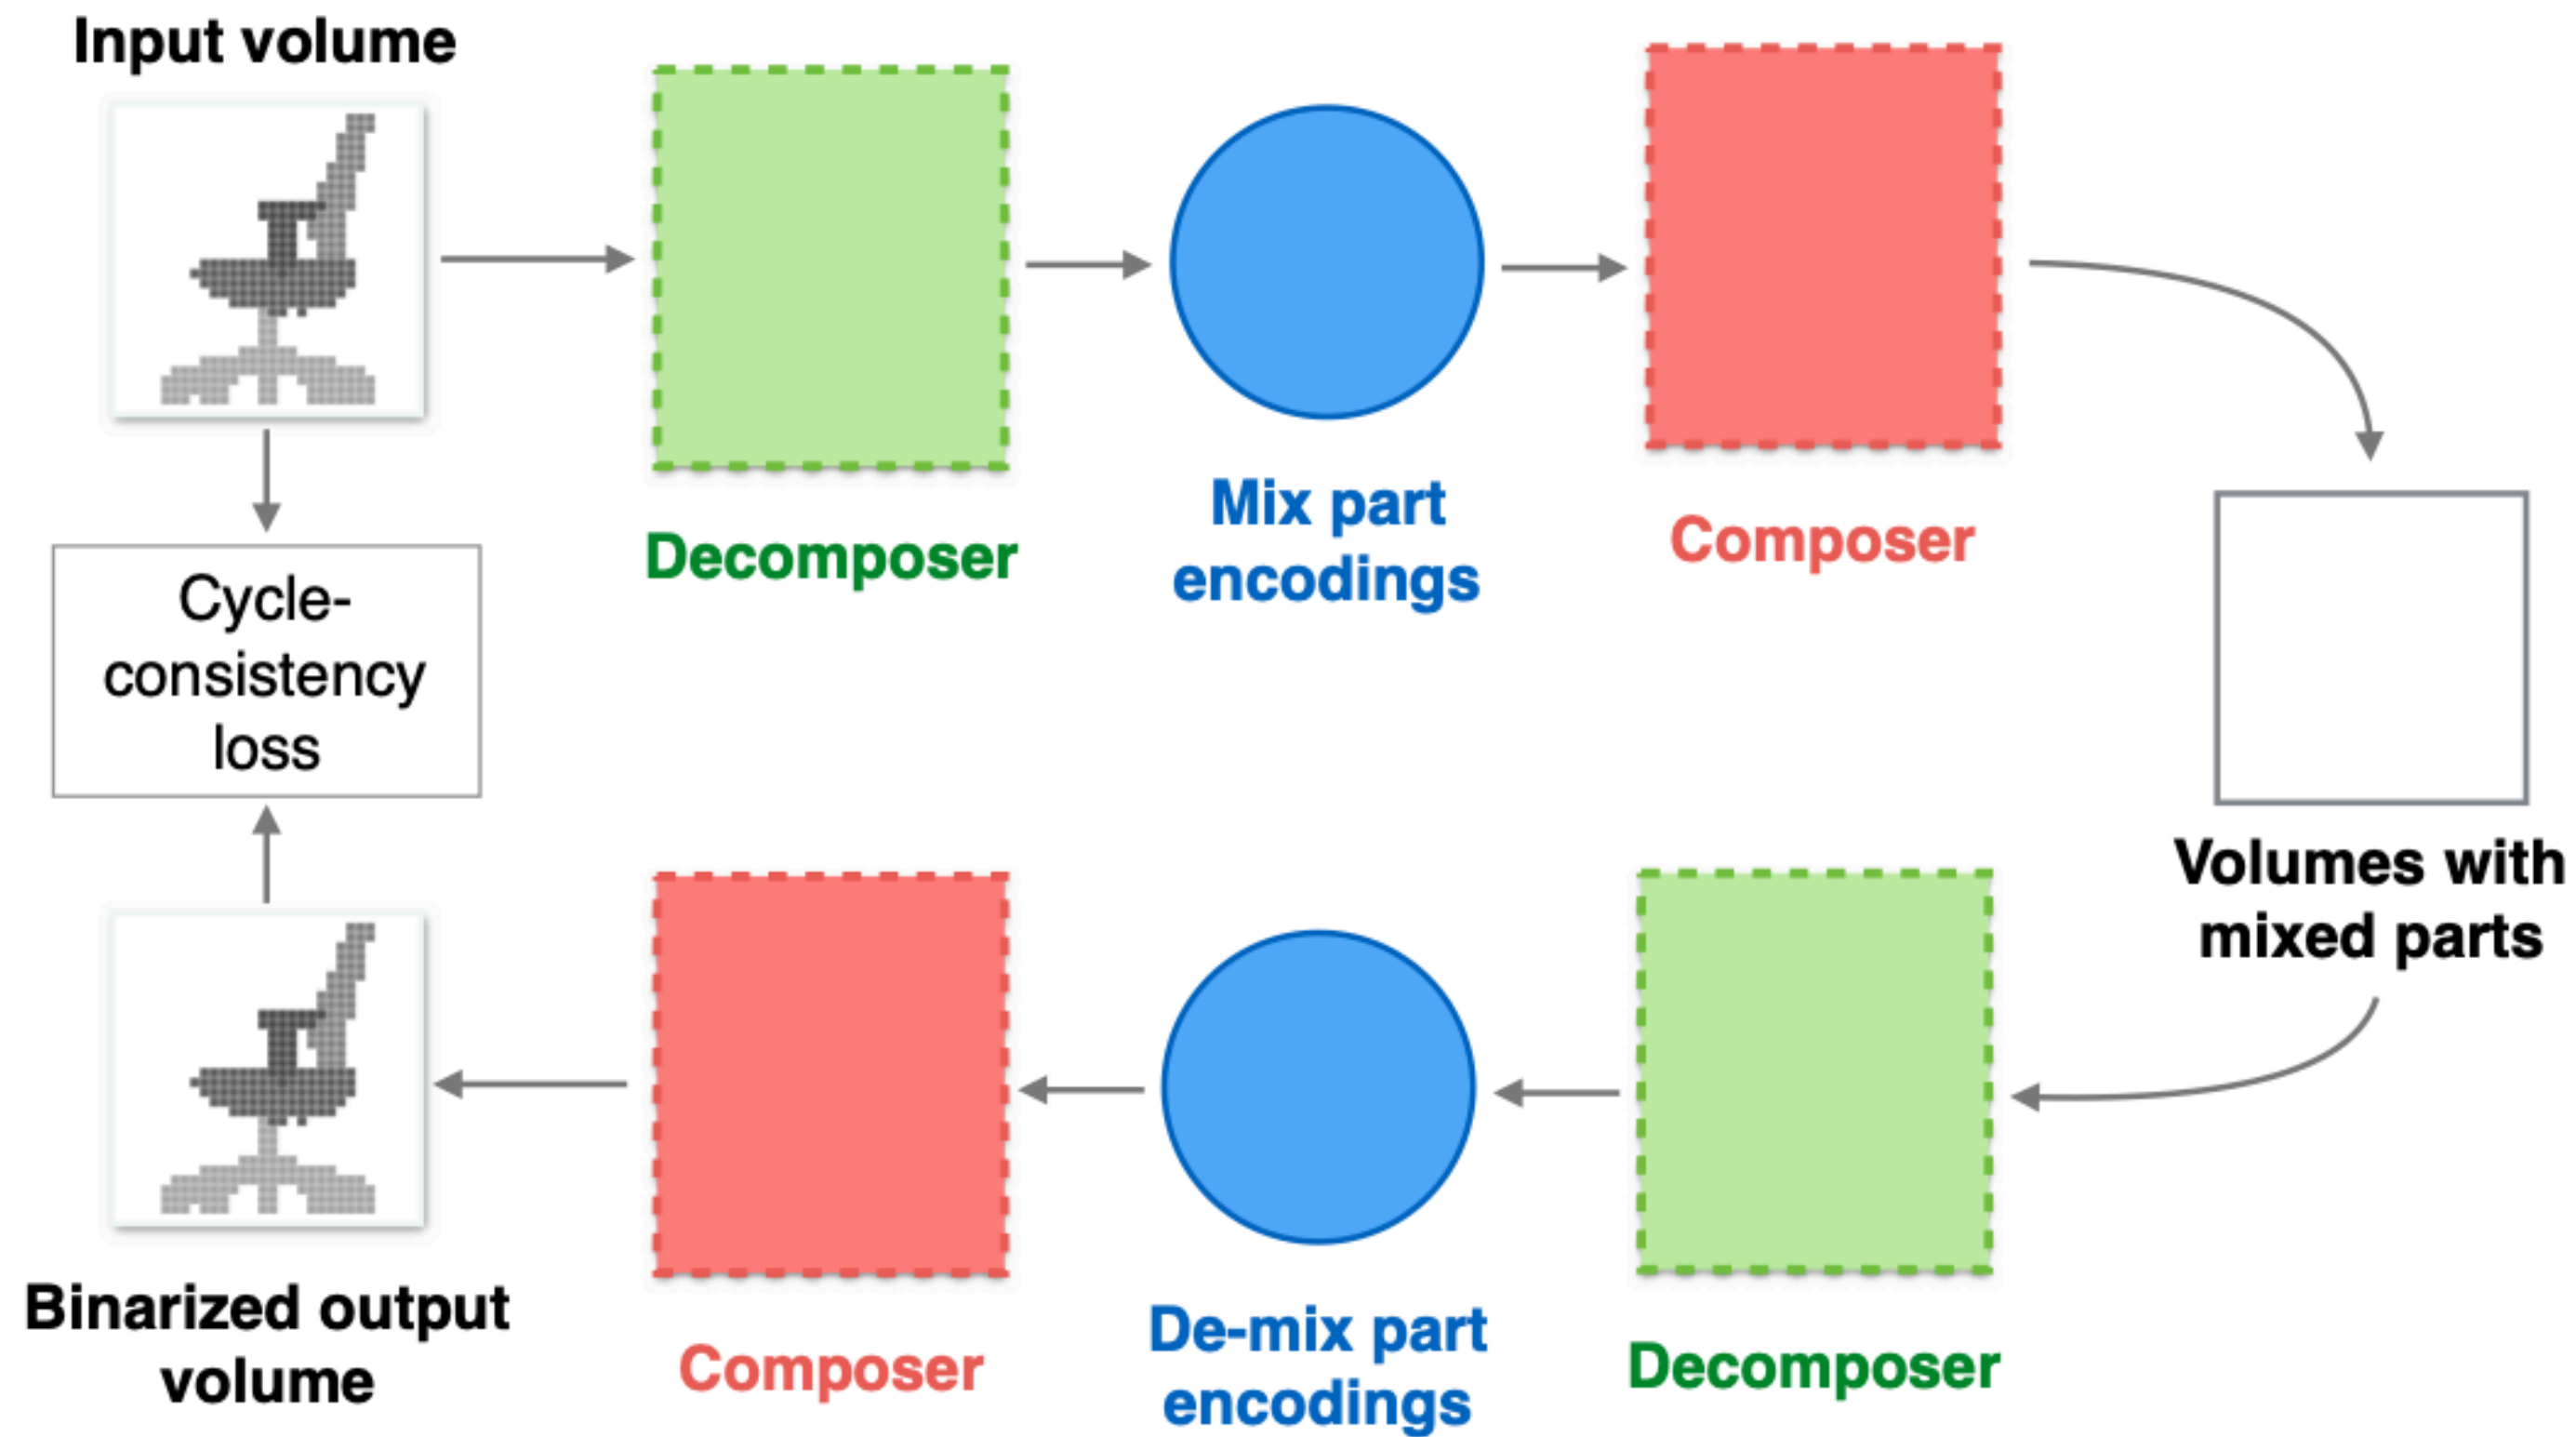 Input volume
Decomposer
Mix part
encodings
Composer
Cycle-
consistency
loss
Volumes with
mixed parts
Binarized output
volume
Composer
De-mix part
encodings
Decomposer